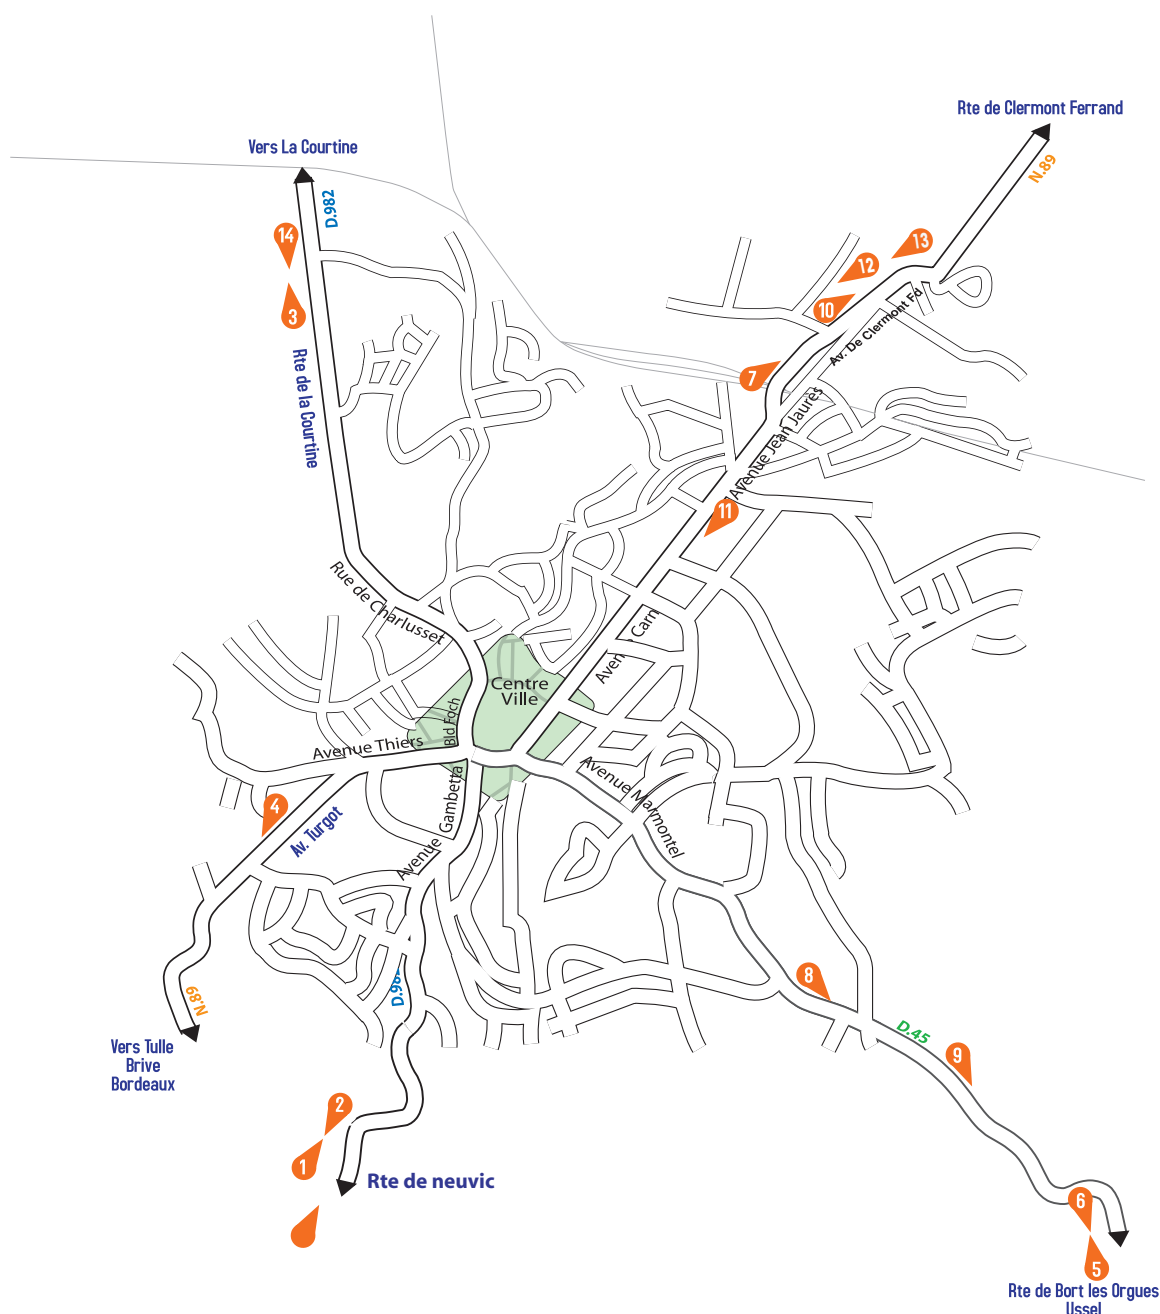 Rte de Clermont Ferrand
N.89
Vers La Courtine
D.982
14
3
13
12
10
7
Av. De Clermont Fd
Rte de la Courtine
Avenue Jean Jaurès
11
Rue de Charlusset
Centre
Ville
Bld Foch
Avenue Thiers
Avenue Gambetta
Avenue Marmontel
4
Av. Turgot
N.89
Vers Tulle
Brive
Bordeaux
8
D.45
9
2
1
Rte de neuvic
6
5
Rte de Bort les Orgues
Ussel